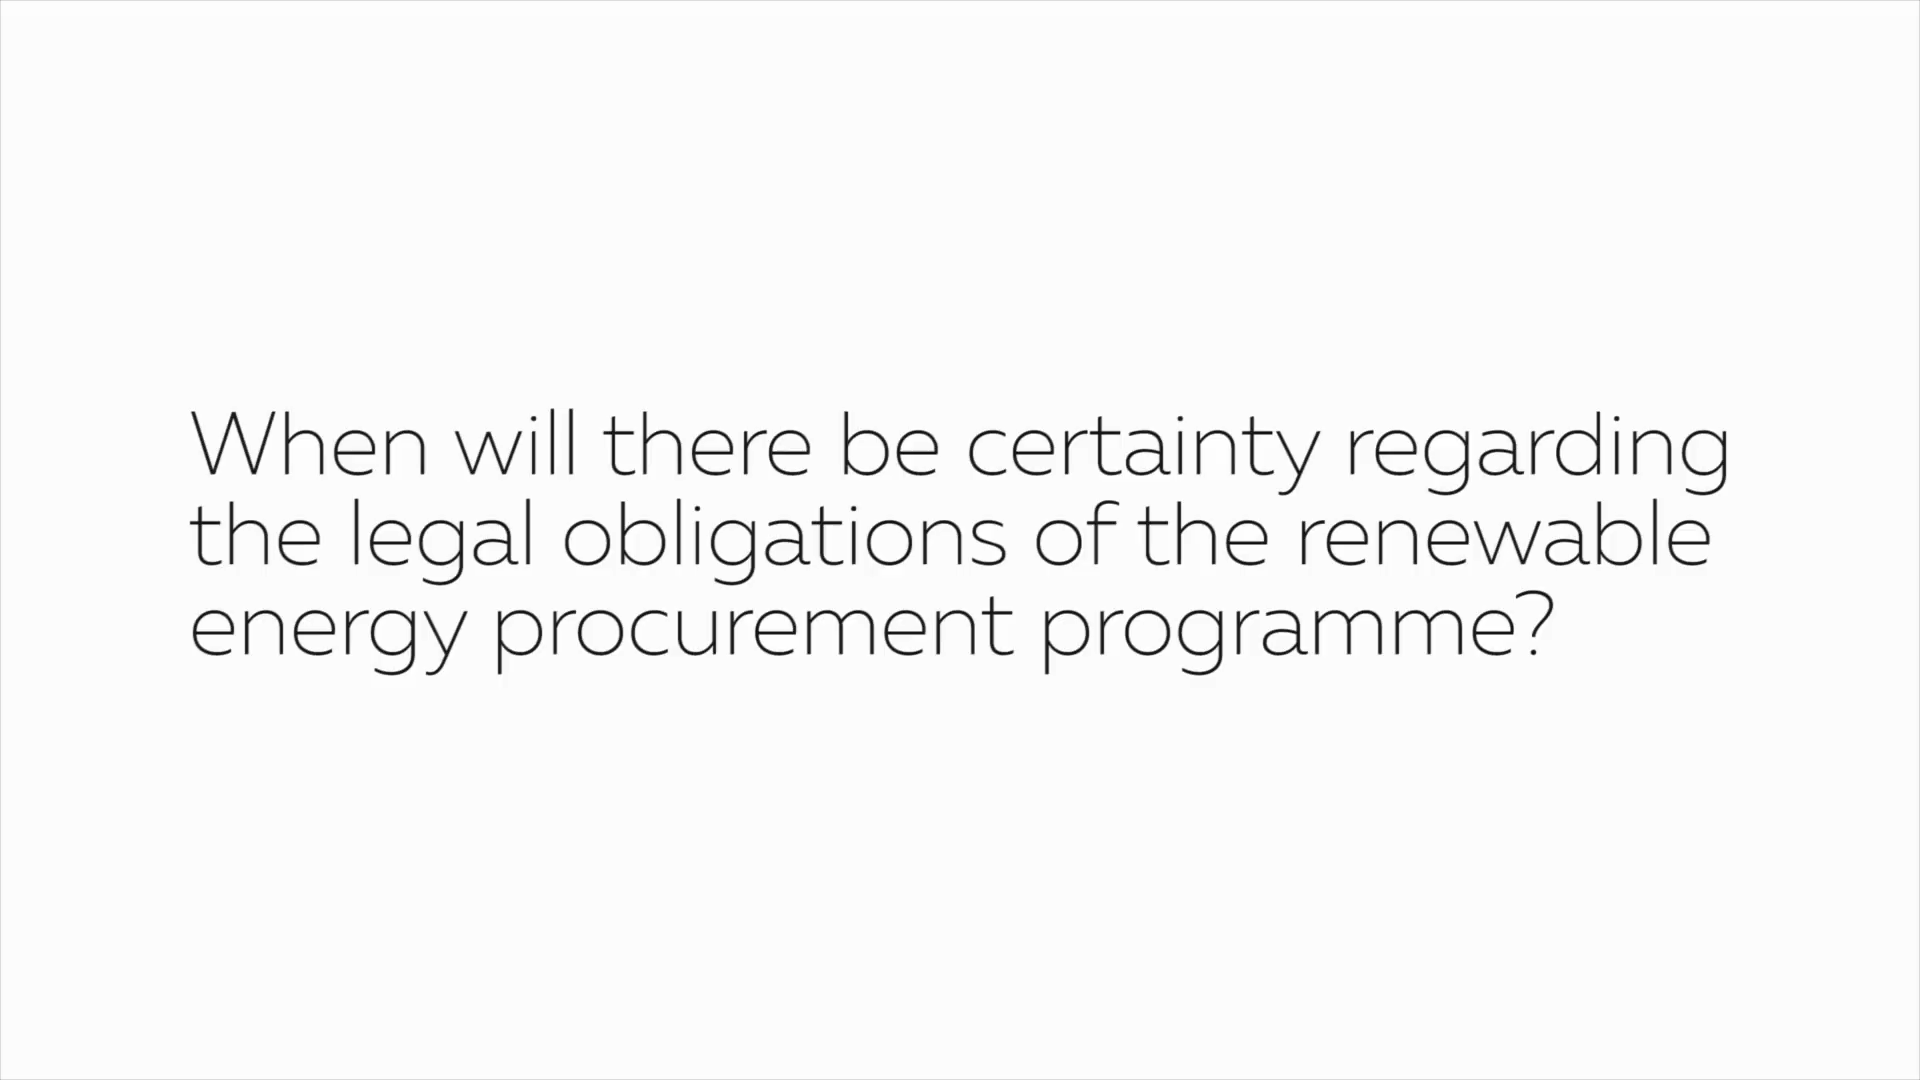 When will there be certainty regarding
the legal obligations of the renewable
energy procurement programme?